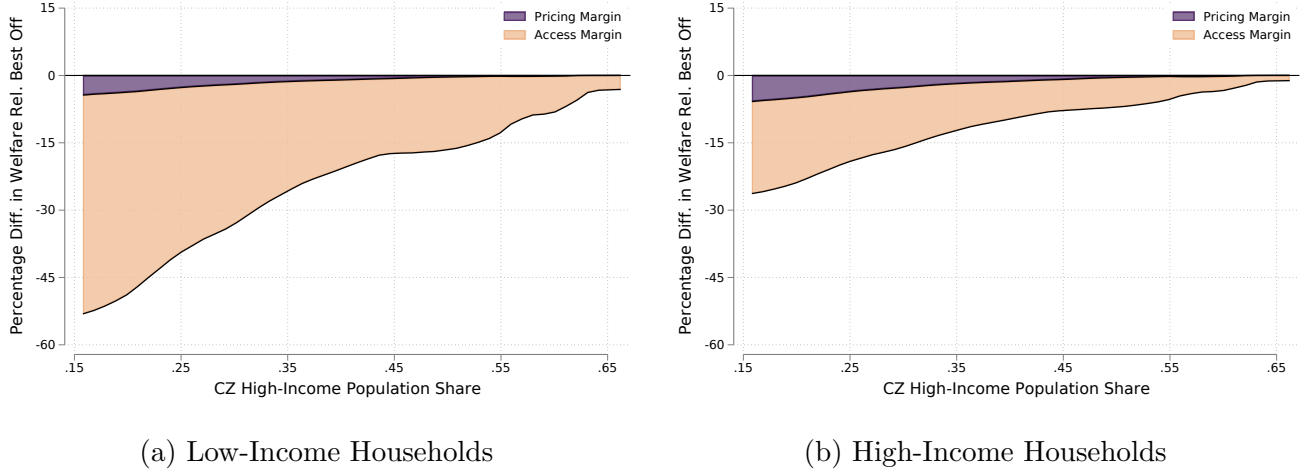 Percentage Diff. in Welfare Rel. Best Off
15
0
-15
-30
-45
-60
Pricing Margin
Access Margin
.15
.25
.35
.45
.55
.65
CZ High-Income Population Share
(a) Low-Income Households
Percentage Diff. in Welfare Rel. Best Off
15
0
-15
-30
-45
-60
Pricing Margin
Access Margin
.15
.25
.35
.45
.55
.65
CZ High-Income Population Share
(b) High-Income Households